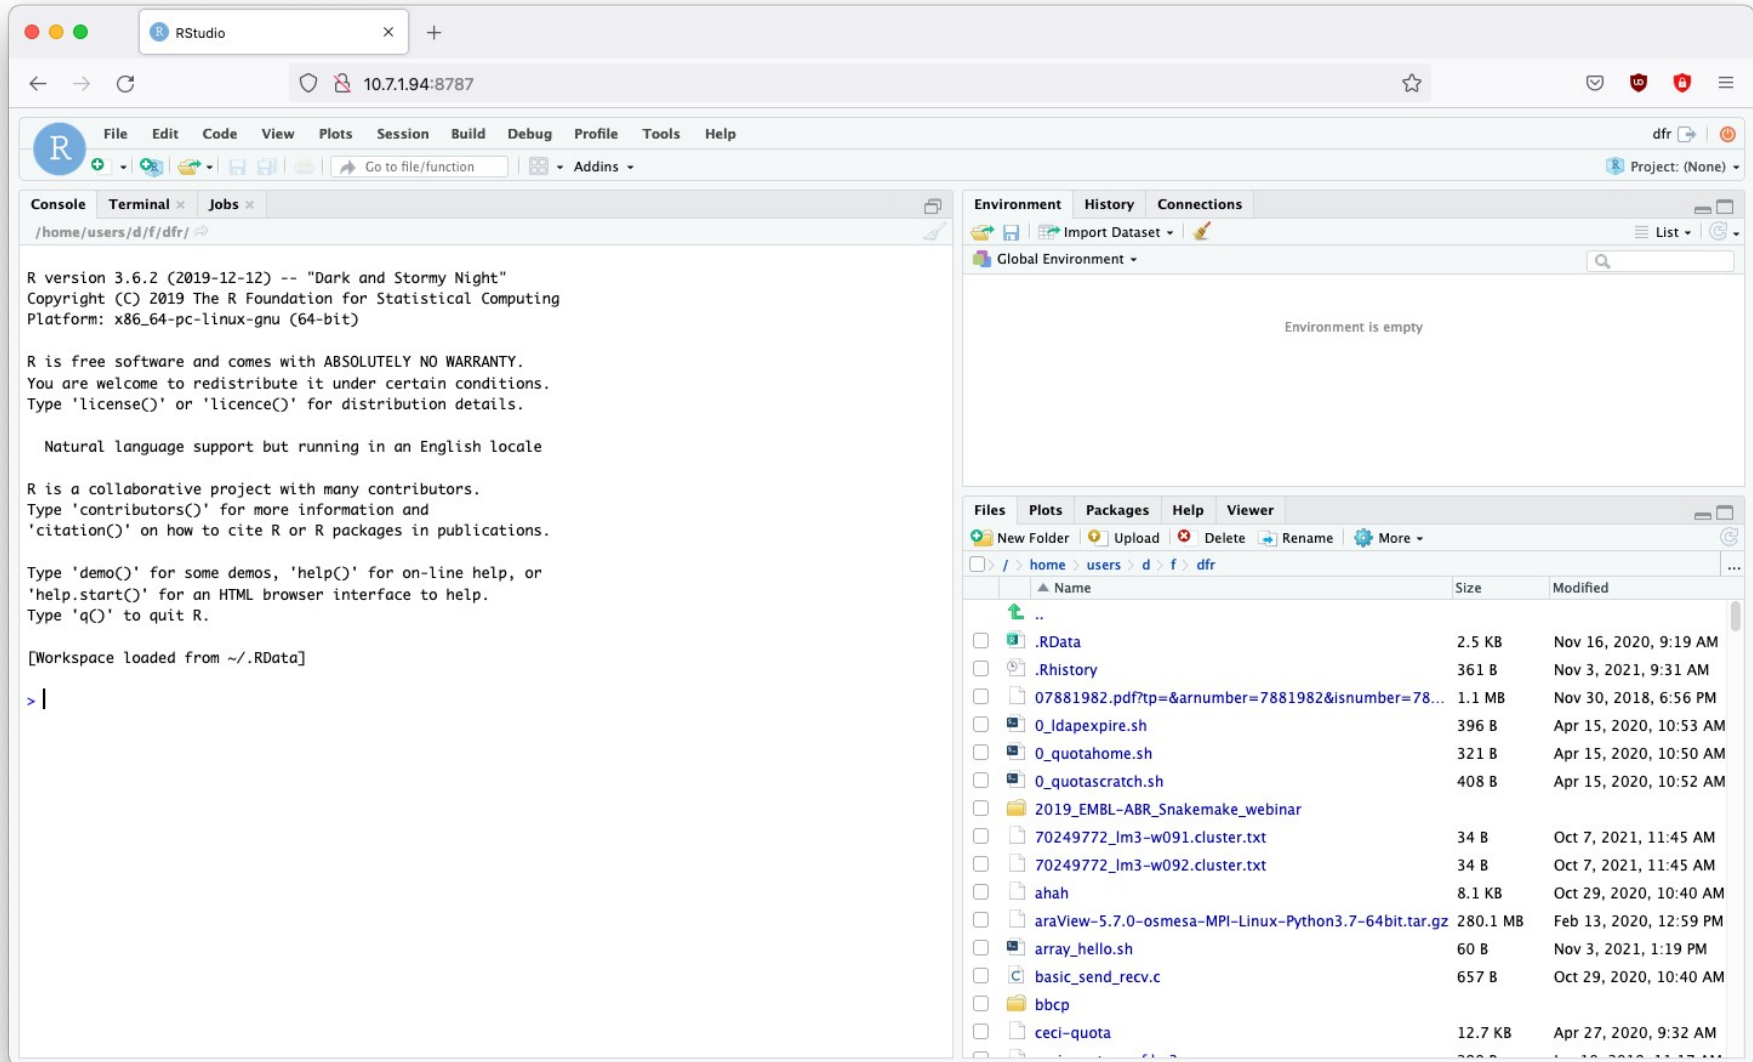 RStudio
10.7.1.94:8787
R
File Edit Code View Plots Session Build Debug Profile Tools Help
dfr
Go to file/function
Addins
Project: (None)
Console Terminal Jobs
/home/users/d/f/dfr/
R version 3.6.2 (2019-12-12) -- "Dark and Stormy Night"
Copyright (C) 2019 The R Foundation for Statistical Computing
Platform: x86_64-pc-linux-gnu (64-bit)
R is free software and comes with ABSOLUTELY NO WARRANTY.
You are welcome to redistribute it under certain conditions.
Type 'license()' or 'licence()' for distribution details.
Natural language support but running in an English locale
R is a collaborative project with many contributors.
Type 'contributors()' for more information and
'citation()' on how to cite R or R packages in publications.
Type 'demo()' for some demos, 'help()' for on-line help, or
'help.start()' for an HTML browser interface to help.
Type 'q()' to quit R.
[Workspace loaded from ~/.RData]
>
Environment History Connections
Import Dataset
List
Global Environment
Environment is empty
Files Plots Packages Help Viewer
New Folder Upload Delete Rename More
/ home users d f dfr ...
Name Size Modified
..
.RData 2.5 KB Nov 16, 2020, 9:19 AM
.Rhistory 361 B Nov 3, 2021, 9:31 AM
07881982.pdf?tp=&arnumber=7881982&isnumber=78... 1.1 MB Nov 30, 2018, 6:56 PM
0_ldapexpire.sh 396 B Apr 15, 2020, 10:53 AM
0_quotahome.sh 321 B Apr 15, 2020, 10:50 AM
0_quotascratch.sh 408 B Apr 15, 2020, 10:52 AM
2019_EMBL-ABR_Snakemake_webinar
70249772_lm3-w091.cluster.txt 34 B Oct 7, 2021, 11:45 AM
70249772_lm3-w092.cluster.txt 34 B Oct 7, 2021, 11:45 AM
ahah 8.1 KB Oct 29, 2020, 10:40 AM
araView-5.7.0-osmesa-MPI-Linux-Python3.7-64bit.tar.gz 280.1 MB Feb 13, 2020, 12:59 PM
array_hello.sh 60 B Nov 3, 2021, 1:19 PM
basic_send_recv.c 657 B Oct 29, 2020, 10:40 AM
bbcp
ceci-quota 12.7 KB Apr 27, 2020, 9:32 AM